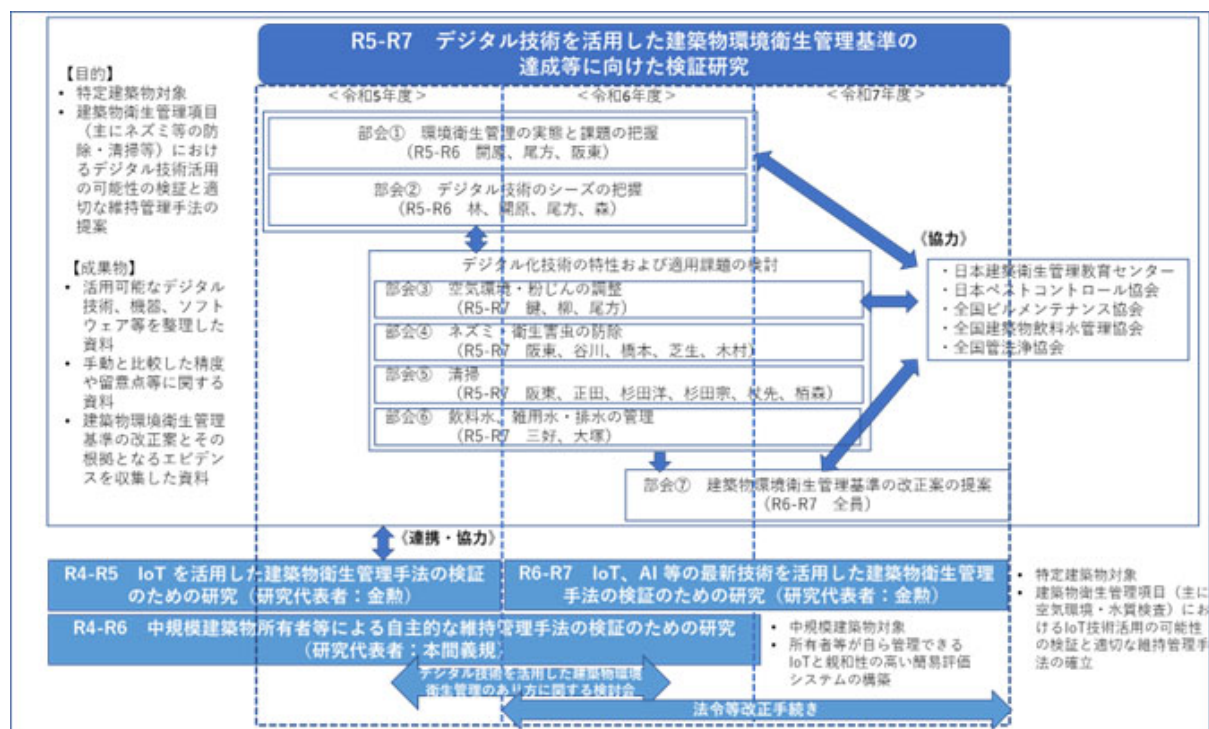 R5-R7 デジタル技術を活用した建築物環境衛生管理基準の
達成等に向けた検証研究
＜令和5年度＞
＜令和6年度＞
＜令和7年度＞
【目的】
• 特定建築物対象
• 建築物衛生管理項目
（主にネズミ等の防
除・清掃等）におけ
るデジタル技術活用
の可能性の検証と適
切な維持管理手法の
提案
【成果物】
• 活用可能なデジタル
技術、機器、ソフト
ウェア等を整理した
資料
• 手動と比較した精度
や留意点等に関する
資料
• 建築物環境衛生管理
基準の改正案とその
根拠となるエビデン
スを収集した資料
部会① 環境衛生管理の実態と課題の把握
（R5-R6 開原、尾方、阪東）
部会② デジタル技術のシーズの把握
（R5-R6 林、開原、尾方、森）
デジタル化技術の特性および適用課題の検討
部会③ 空気環境・粉じんの調整
（R5-R7 鍵、柳、尾方）
部会④ ネズミ・衛生害虫の防除
（R5-R7 阪東、谷川、橋本、芝生、木村）
部会⑤ 清掃
（R5-R7 阪東、正田、杉田洋、杉田宗、杖先、栢森）
部会⑥ 飲料水、雑用水・排水の管理
（R5-R7 三好、大塚）
部会⑦ 建築物環境衛生管理基準の改正案の提案
（R6-R7 全員）
《協力》
・日本建築衛生管理教育センター
・日本ペストコントロール協会
・全国ビルメンテナンス協会
・全国建築物飲料水管理協会
・全国管洗浄協会
《連携・協力》
R4-R5 IoT を活用した建築物衛生管理手法の検証
のための研究（研究代表者：金勲）
R6-R7 IoT、AI 等の最新技術を活用した建築物衛生管理
手法の検証のための研究（研究代表者：金勲）
• 特定建築物対象
• 建築物衛生管理項目（主に
空気環境・水質検査）にお
けるIoT技術活用の可能性
の検証と適切な維持管理手
法の確立
R4-R6 中規模建築物所有者等による自主的な維持管理手法の検証のための研究
（研究代表者：本間義規）
• 中規模建築物対象
• 所有者等が自ら管理できる
IoTと親和性の高い簡易評価
システムの構築
デジタル技術を活用した建築物環境
衛生管理のあり方に関する検討会
法令等改正手続き